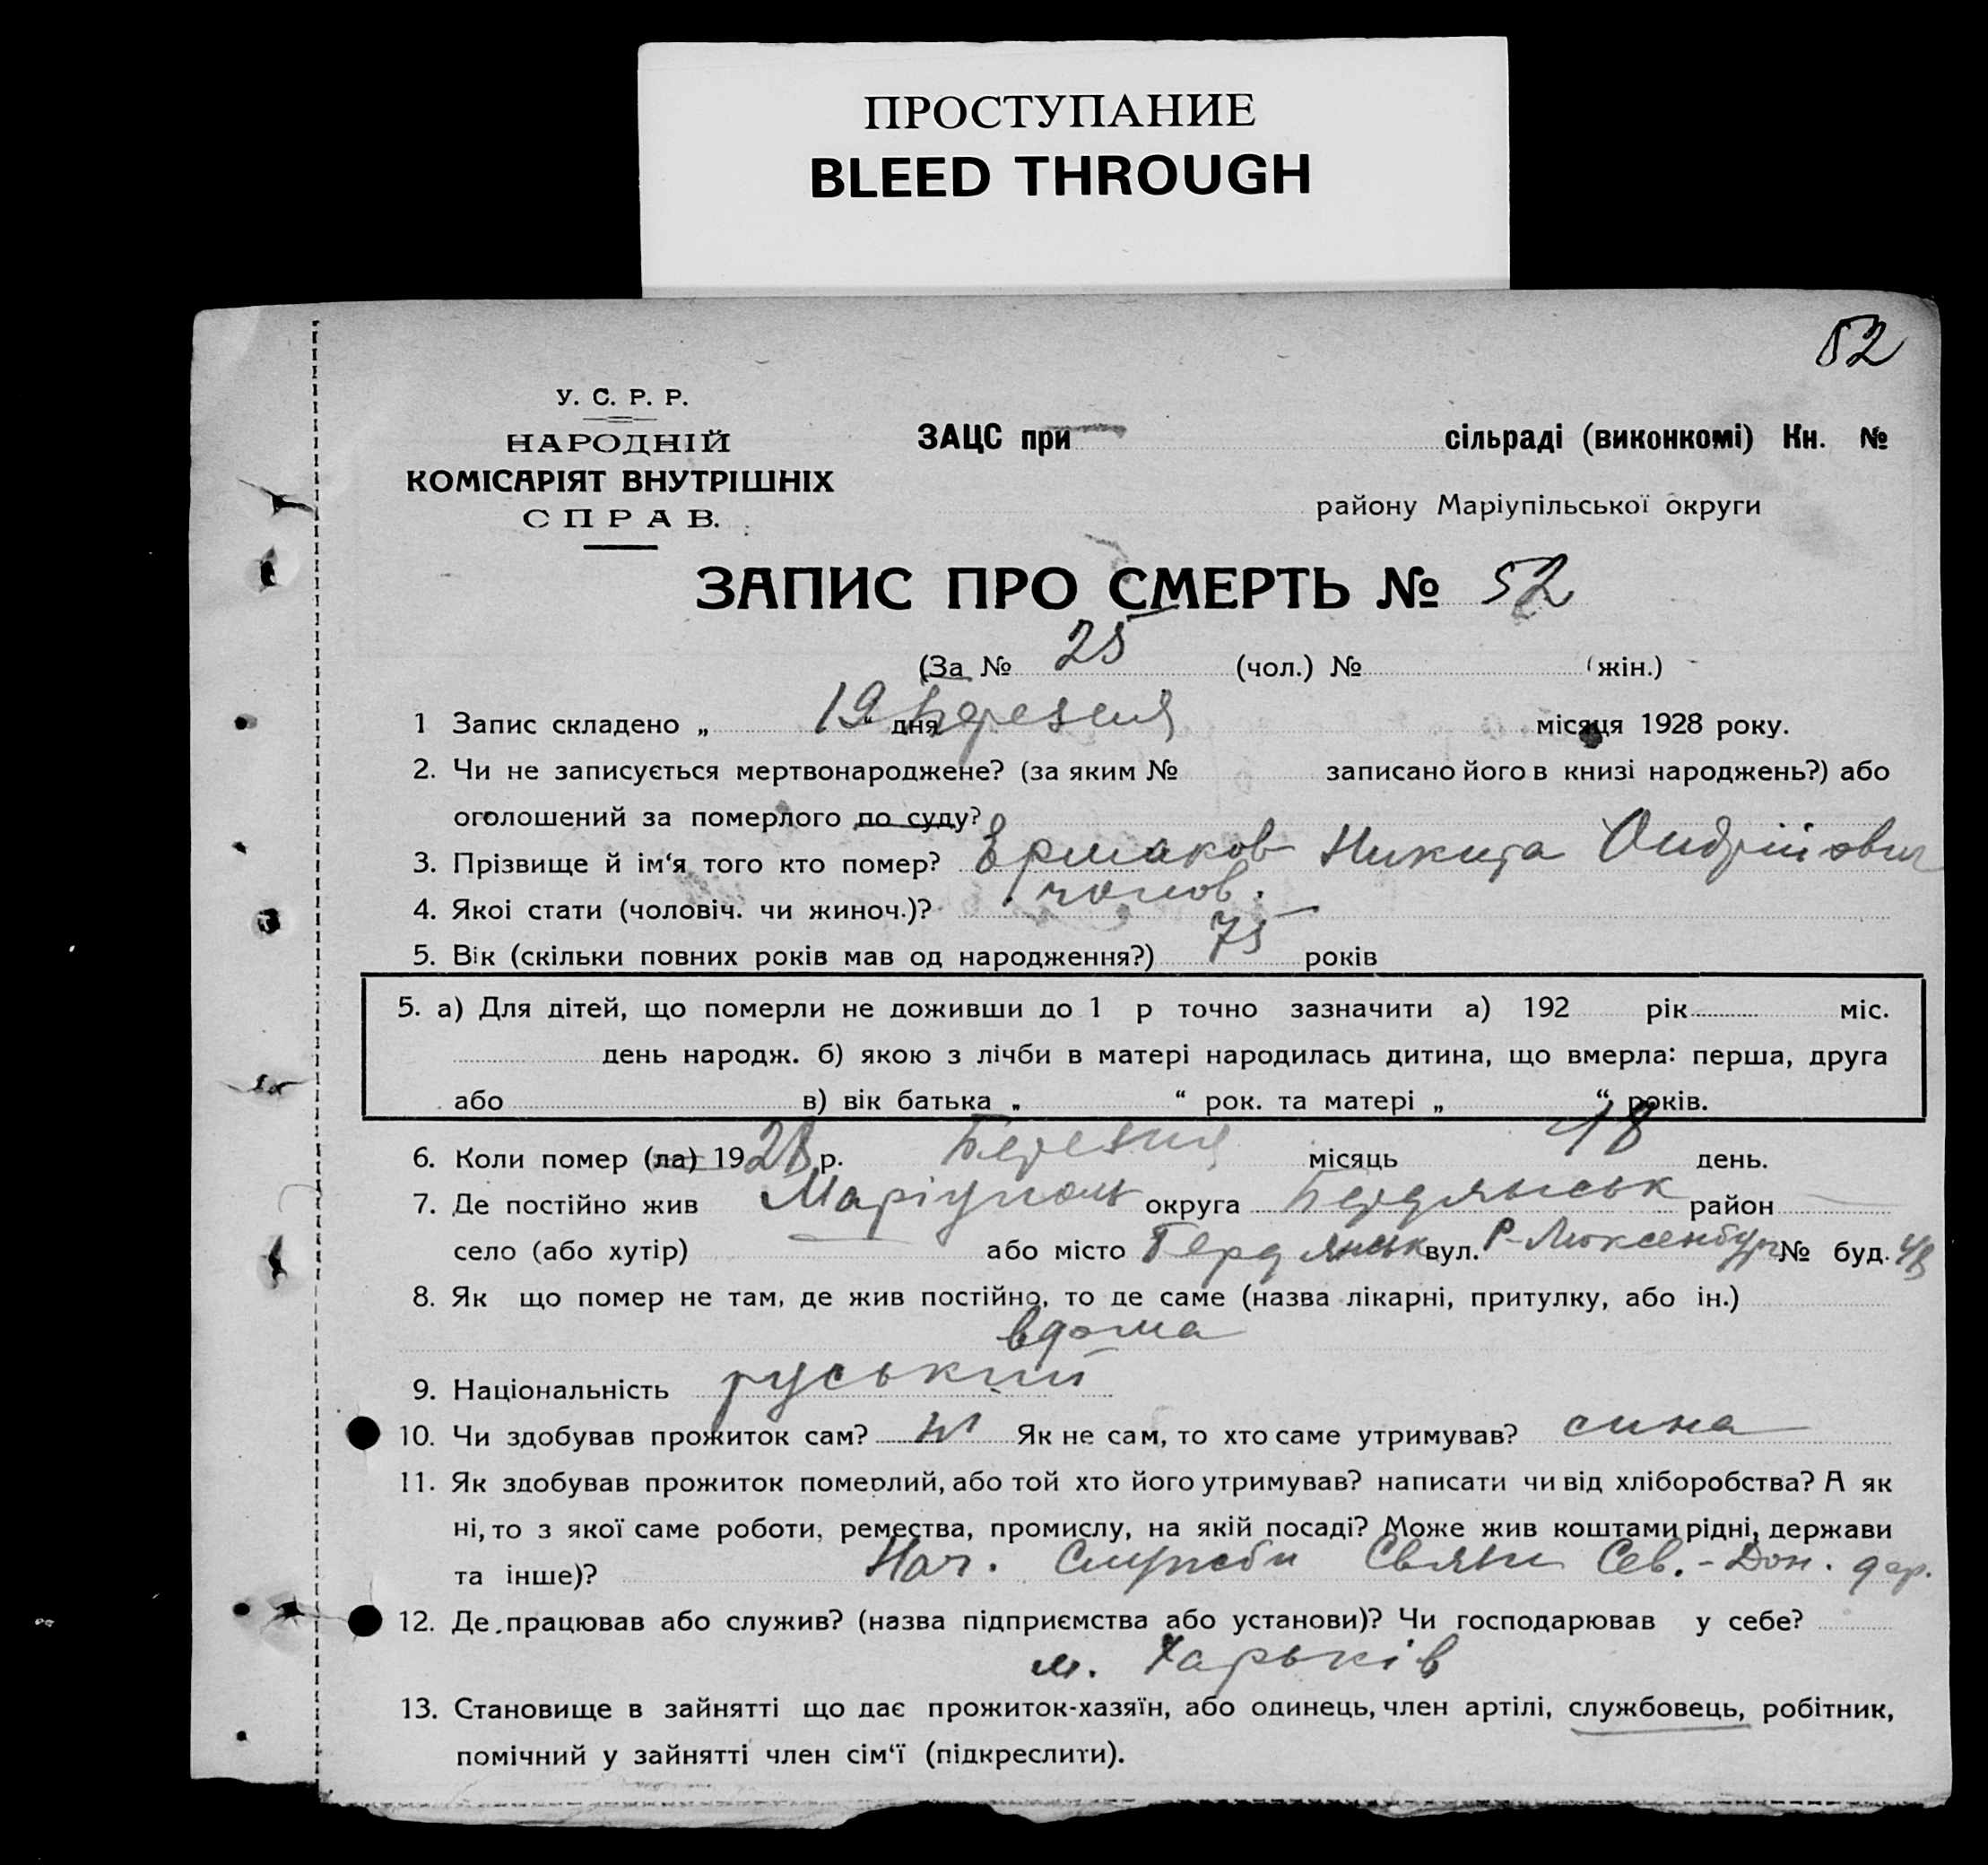 ПРОСТУПАНИЕ
BLEED THROUGH
52
У. С. Р. Р.
НАРОДНІЙ
КОМІСАРІЯТ ВНУТРІШНІХ
СПРАВ.
ЗАЦС при сільраді (виконкомі) Кн. №
району Маріупільської округи
ЗАПИС ПРО СМЕРТЬ № 52
(За № 25 (чол.) № (жін.)
1 Запис складено „ 19 “ дня березня місяця 1928 року.
2. Чи не записується мертвонароджене? (за яким № записано його в книзі народжень?) або
оголошений за померлого по суду?
3. Прізвище й ім‘я того кто помер? Ермаков Никита Андрійович
4. Якоі стати (чоловіч. чи жиноч.)? чолов.
5. Вік (скільки повних років мав од народження?) 75 років
5. а) Для дітей, що померли не доживши до 1 р точно зазначити а) 192 рік міс.
день народж. б) якою з лічби в матері народилась дитина, що вмерла: перша, друга
або в) вік батька „ “ рок. та матері „ “ років.
6. Коли помер (ла) 1928 р. Березня місяць 18 день.
7. Де постійно жив Маріуполь округа Бердянськ район
село (або хутір) або місто Бердянськ вул. Р-Люксенбург № буд. 48
8. Як що помер не там, де жив постійно, то де саме (назва лікарні, притулку, або ін.)
вдома
9. Національність руський
10. Чи здобував прожиток сам? ні Як не сам, то хто саме утримував? сина
11. Як здобував прожиток померлий, або той хто його утримував? написати чи від хліборобства? А як
ні, то з якої саме роботи, ремества, промислу, на якій посаді? Може жив коштами рідні, держави
та інше)? Нач. Служби Связи Сев.-Дон. дор.
12. Де працював або служив? (назва підприємства або установи)? Чи господарював у себе?
м. Харьків
13. Становище в зайнятті що дає прожиток-хазяїн, або одинець, член артілі, службовець, робітник,
помічний у зайнятті член сім‘ї (підкреслити).